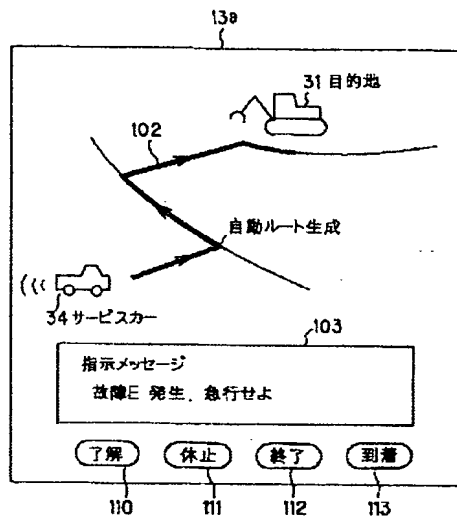 13a
31 目的地
102
自動ルート生成
34 サービスカー
103
指示メッセージ
故障E 発生、急行せよ
了解 休止 終了 到着
110 111 112 113